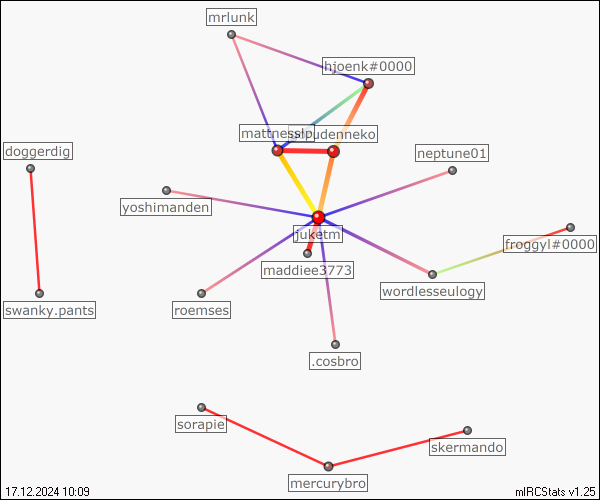 mrlunk
hjoenk#0000
mattnessip
udenneko
doggerdig
neptune01
yoshimanden
juketm
froggyl#0000
maddiee3773
wordlesseulogy
swanky.pants
roemses
.cosbro
sorapie
skermando
mercurybro
17.12.2024 10:09
mIRCStats v1.25